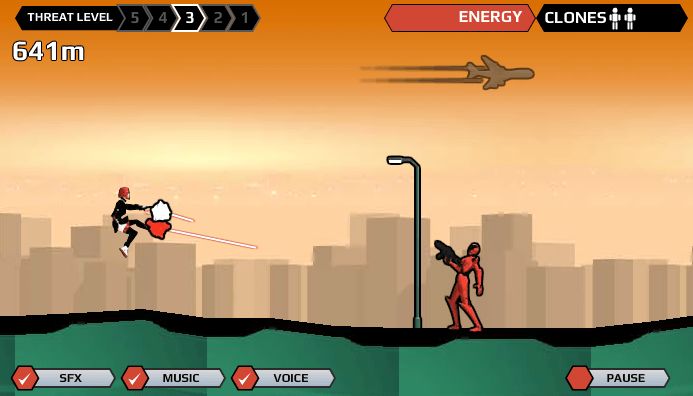 THREAT LEVEL 5 4 3 2 1
ENERGY
CLONES
641m
SFX
MUSIC
VOICE
PAUSE